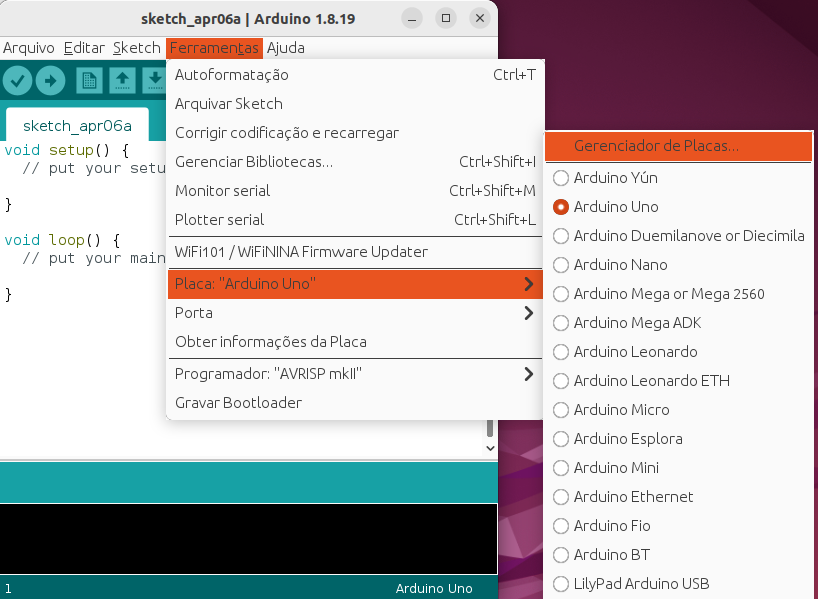 sketch_apr06a | Arduino 1.8.19
Arquivo Editar Sketch Ferramentas Ajuda
sketch_apr06a
void setup() {
// put your setu
}
void loop() {
// put your main
}
Autoformatação Ctrl+T
Arquivar Sketch
Corrigir codificação e recarregar
Gerenciar Bibliotecas... Ctrl+Shift+I
Monitor serial Ctrl+Shift+M
Plotter serial Ctrl+Shift+L
WiFi101 / WiFiNINA Firmware Updater
Placa: "Arduino Uno"
Porta
Obter informações da Placa
Programador: "AVRISP mkII"
Gravar Bootloader
Gerenciador de Placas...
Arduino Yún
Arduino Uno
Arduino Duemilanove or Diecimila
Arduino Nano
Arduino Mega or Mega 2560
Arduino Mega ADK
Arduino Leonardo
Arduino Leonardo ETH
Arduino Micro
Arduino Esplora
Arduino Mini
Arduino Ethernet
Arduino Fio
Arduino BT
LilyPad Arduino USB
1 Arduino Uno